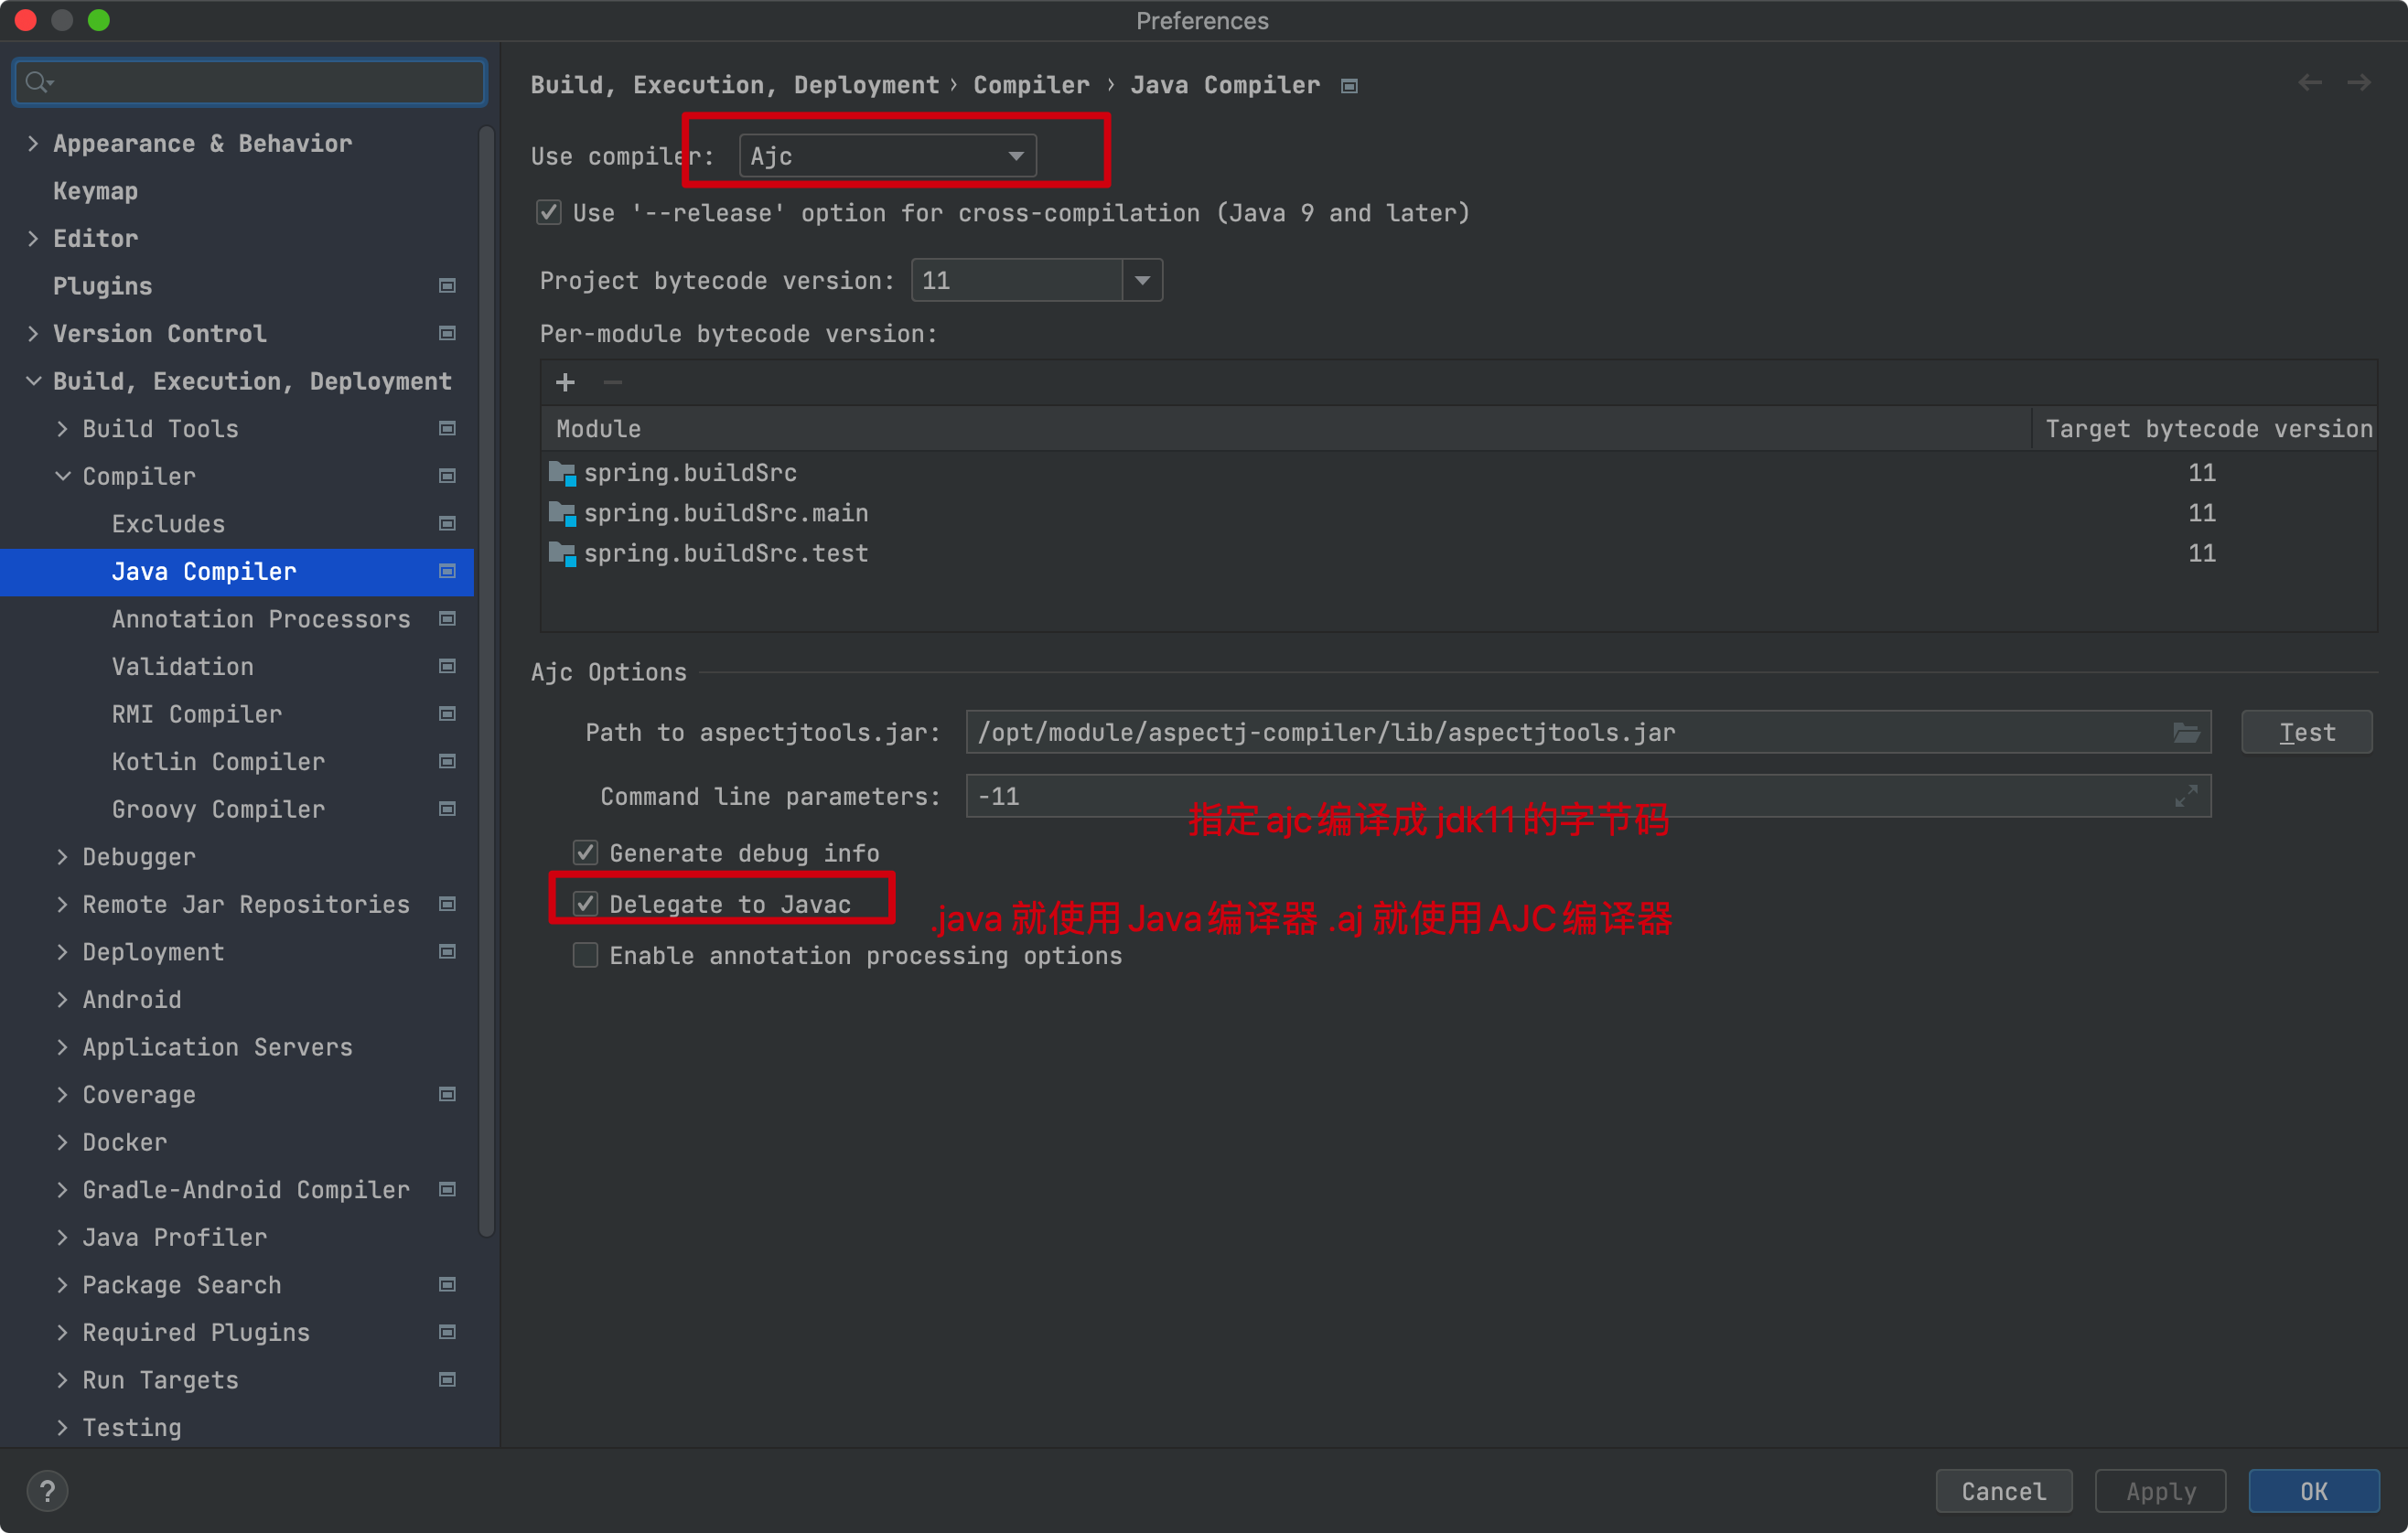 Preferences
Appearance & Behavior
Keymap
Editor
Plugins
Version Control
Build, Execution, Deployment
Build Tools
Compiler
Excludes
Java Compiler
Annotation Processors
Validation
RMI Compiler
Kotlin Compiler
Groovy Compiler
Debugger
Remote Jar Repositories
Deployment
Android
Application Servers
Coverage
Docker
Gradle-Android Compiler
Java Profiler
Package Search
Required Plugins
Run Targets
Testing
Build, Execution, Deployment › Compiler › Java Compiler
Use compiler: Ajc
Use '--release' option for cross-compilation (Java 9 and later)
Project bytecode version: 11
Per-module bytecode version:
Module Target bytecode version
spring.buildSrc 11
spring.buildSrc.main 11
spring.buildSrc.test 11
Ajc Options
Path to aspectjtools.jar: /opt/module/aspectj-compiler/lib/aspectjtools.jar Test
Command line parameters: -11
指定ajc编译成jdk11的字节码
Generate debug info
Delegate to Javac
.java 就使用Java编译器 .aj 就使用AJC编译器
Enable annotation processing options
? Cancel Apply OK